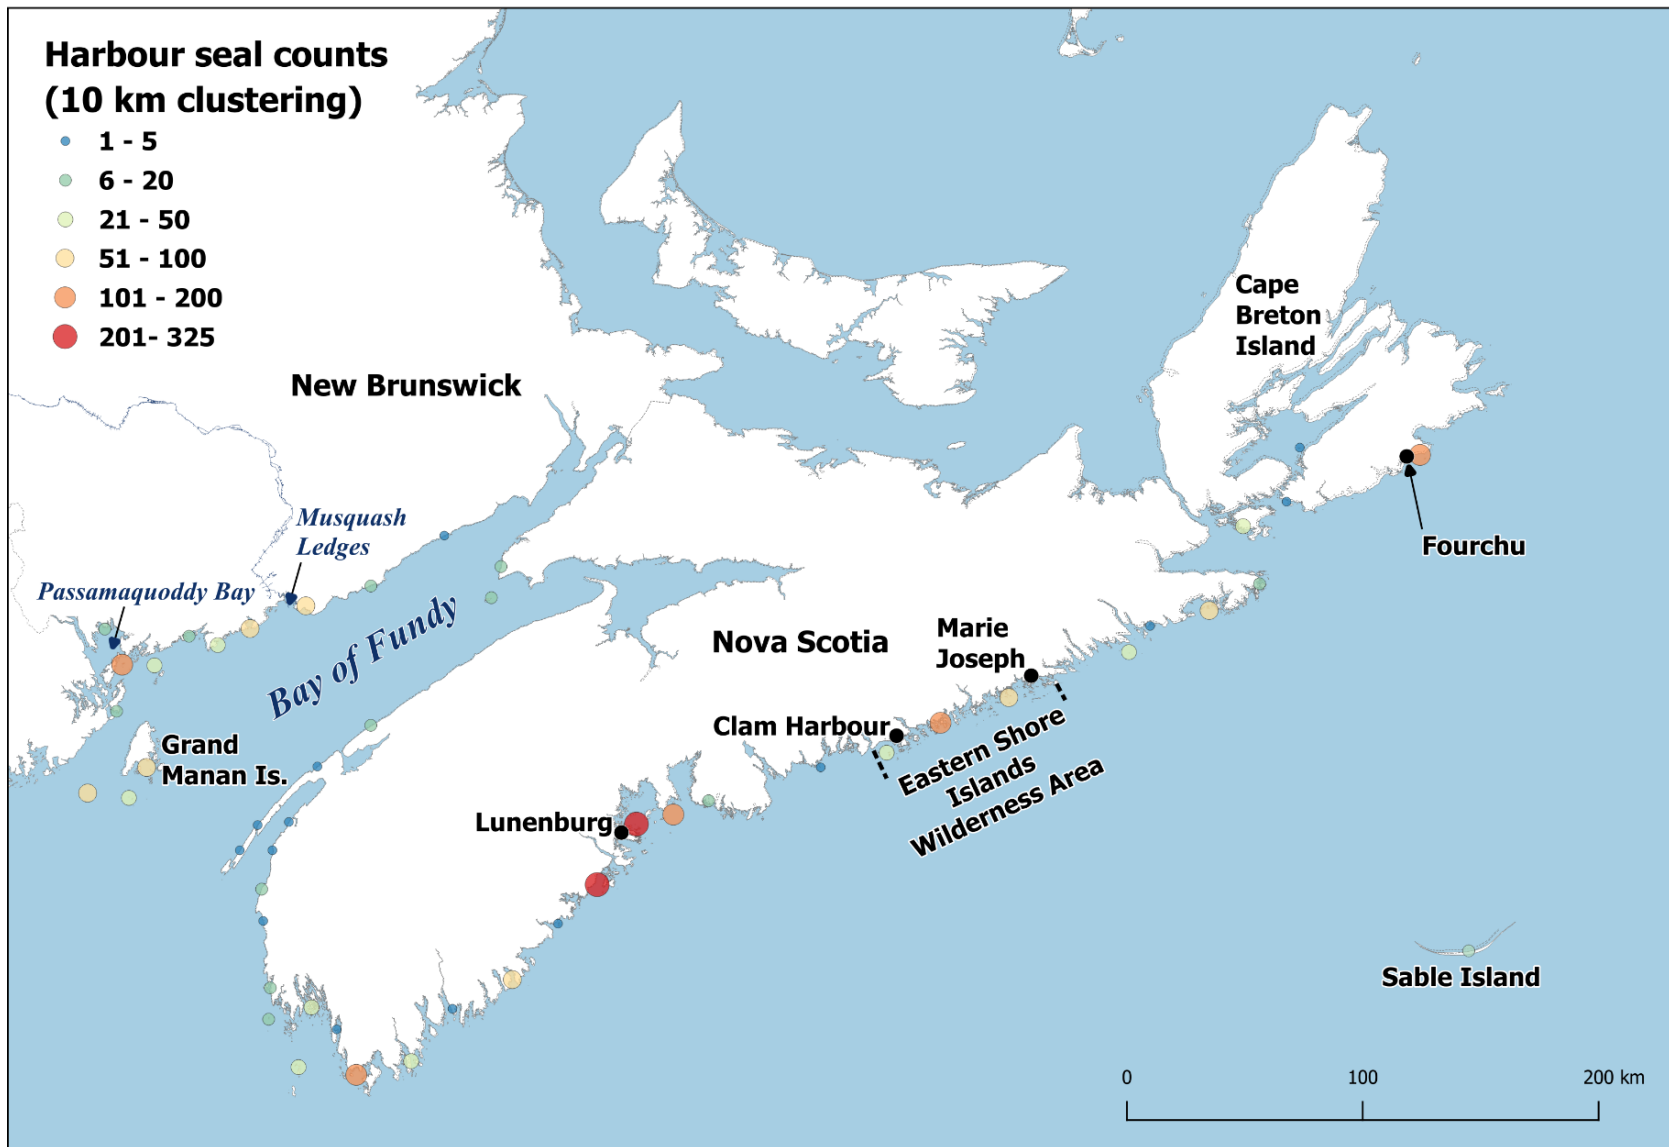 Harbour seal counts
(10 km clustering)
1 - 5
6 - 20
21 - 50
51 - 100
101 - 200
201- 325
Cape
Breton
Island
New Brunswick
Musquash
Ledges
Fourchu
Passamaquoddy Bay
Bay of Fundy
Nova Scotia
Marie
Joseph
Clam Harbour
Grand
Manan Is.
Eastern Shore
Islands
Wilderness Area
Lunenburg
Sable Island
0
100
200 km